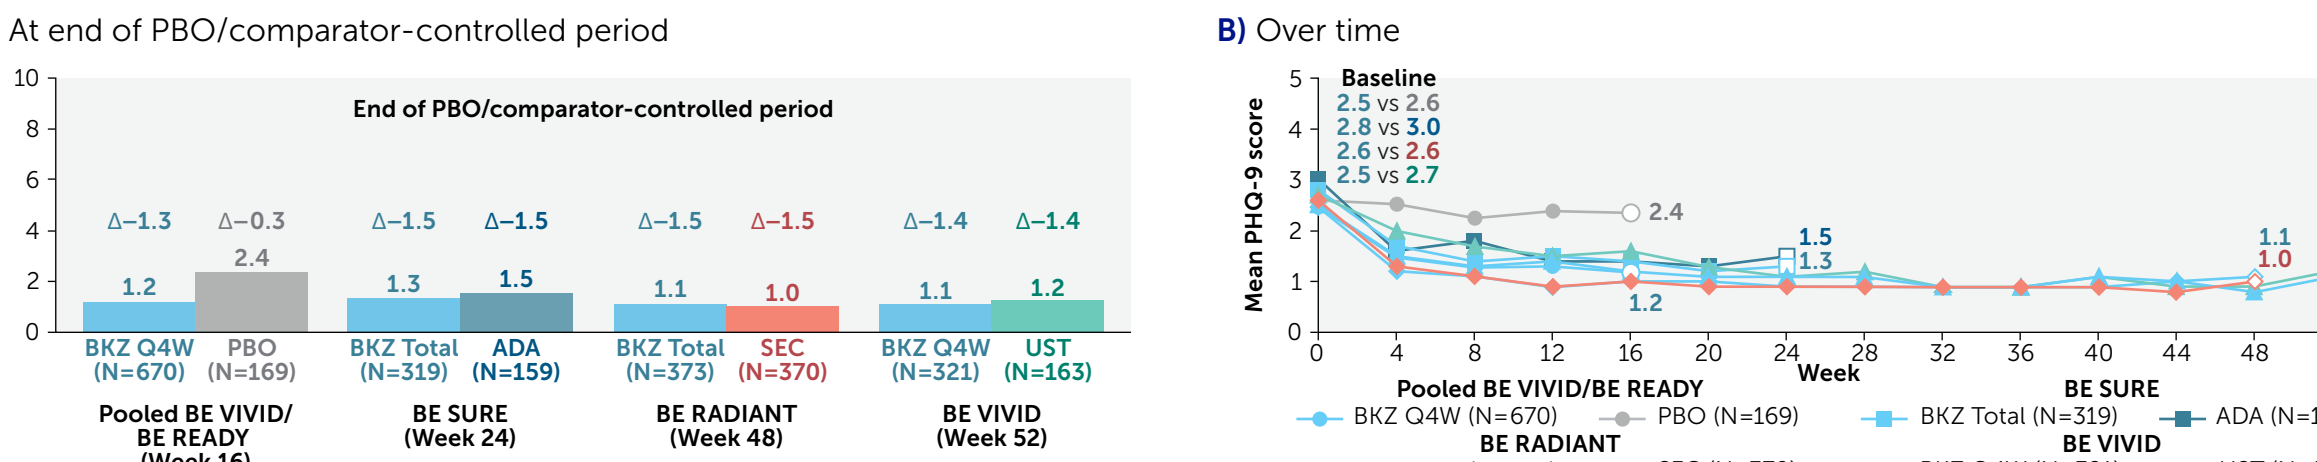 At end of PBO/comparator-controlled period
10
8
6
4
2
0
End of PBO/comparator-controlled period
Δ–1.3 Δ–0.3 Δ–1.5 Δ–1.5 Δ–1.5 Δ–1.5 Δ–1.4 Δ–1.4
1.2 2.4 1.3 1.5 1.1 1.0 1.1 1.2
BKZ Q4W PBO BKZ Total ADA BKZ Total SEC BKZ Q4W UST
(N=670) (N=169) (N=319) (N=159) (N=373) (N=370) (N=321) (N=163)
Pooled BE VIVID/ BE SURE BE RADIANT BE VIVID
BE READY (Week 24) (Week 48) (Week 52)
(Week 16)
B) Over time
Mean PHQ-9 score
5
4
3
2
1
0
Baseline
2.5 vs 2.6
2.8 vs 3.0
2.6 vs 2.6
2.5 vs 2.7
2.4
1.5
1.3
1.2
1.1
1.0
0 4 8 12 16 20 24 28 32 36 40 44 48
Week
Pooled BE VIVID/BE READY BE SURE
BKZ Q4W (N=670) PBO (N=169) BKZ Total (N=319) ADA (N=1
BE RADIANT BE VIVID